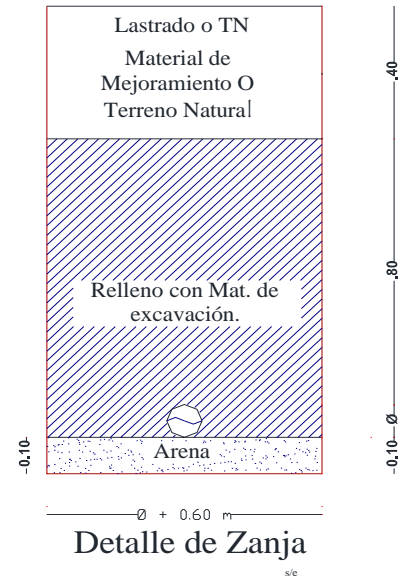 Lastrado o TN
Material de
Mejoramiento O
Terreno Natural
.40
Relleno con Mat. de
excavación.
.80
Ø
Arena
0.10
0.10
Ø + 0.60 m
Detalle de Zanja
s/e